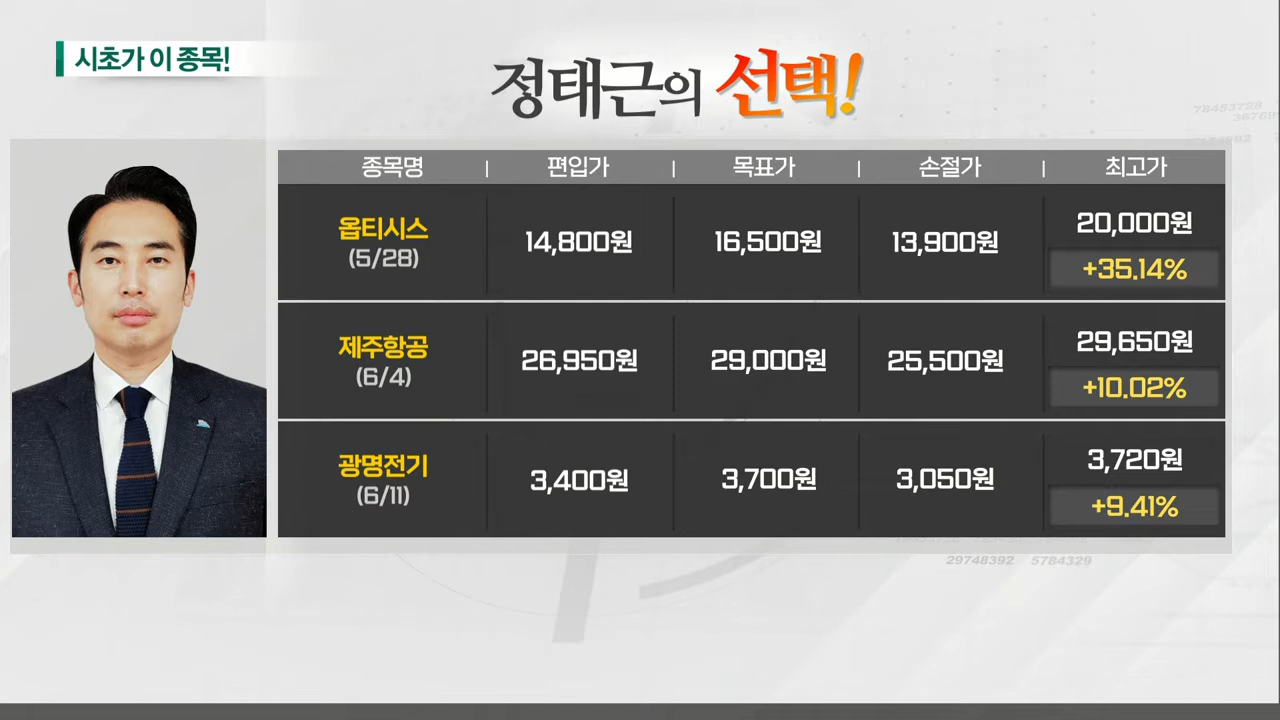 시초가 이 종목!
정태근의 선택!
종목명 | 편입가 | 목표가 | 손절가 | 최고가
옵티시스 (5/28) 14,800원 16,500원 13,900원 20,000원 +35.14%
제주항공 (6/4) 26,950원 29,000원 25,500원 29,650원 +10.02%
광명전기 (6/11) 3,400원 3,700원 3,050원 3,720원 +9.41%
29748392 5784329